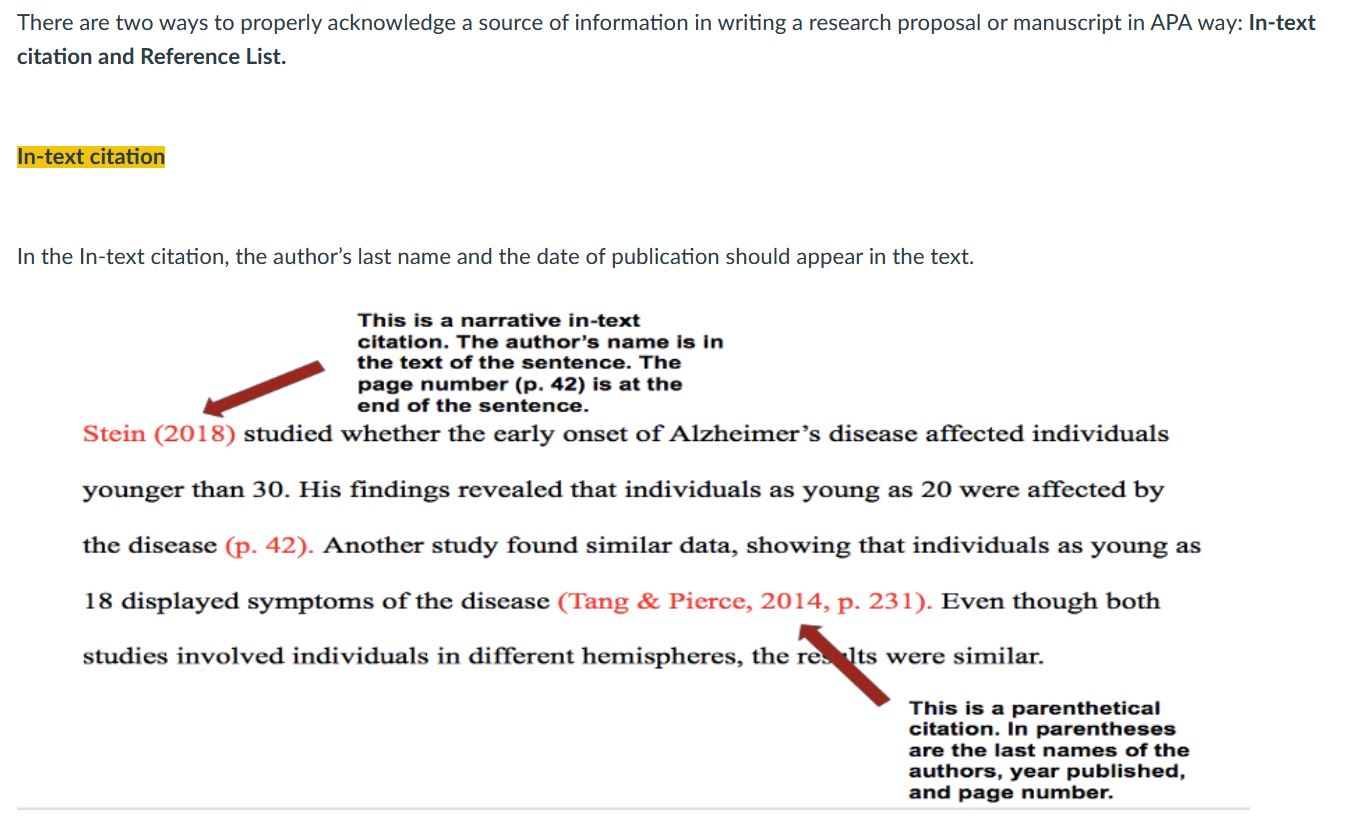 There are two ways to properly acknowledge a source of information in writing a research proposal or manuscript in APA way: In-text
citation and Reference List.
In-text citation
In the In-text citation, the author’s last name and the date of publication should appear in the text.
This is a narrative in-text
citation. The author's name is in
the text of the sentence. The
page number (p. 42) is at the
end of the sentence.
Stein (2018) studied whether the early onset of Alzheimer’s disease affected individuals
younger than 30. His findings revealed that individuals as young as 20 were affected by
the disease (p. 42). Another study found similar data, showing that individuals as young as
18 displayed symptoms of the disease (Tang & Pierce, 2014, p. 231). Even though both
studies involved individuals in different hemispheres, the results were similar.
This is a parenthetical
citation. In parentheses
are the last names of the
authors, year published,
and page number.